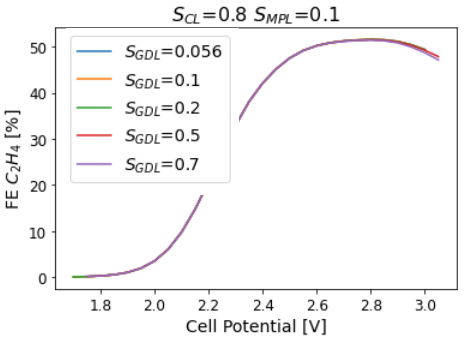 S_CL=0.8 S_MPL=0.1
S_GDL=0.056
S_GDL=0.1
S_GDL=0.2
S_GDL=0.5
S_GDL=0.7
FE C₂H₄ [%]
50
40
30
20
10
0
1.8 2.0 2.2 2.4 2.6 2.8 3.0
Cell Potential [V]